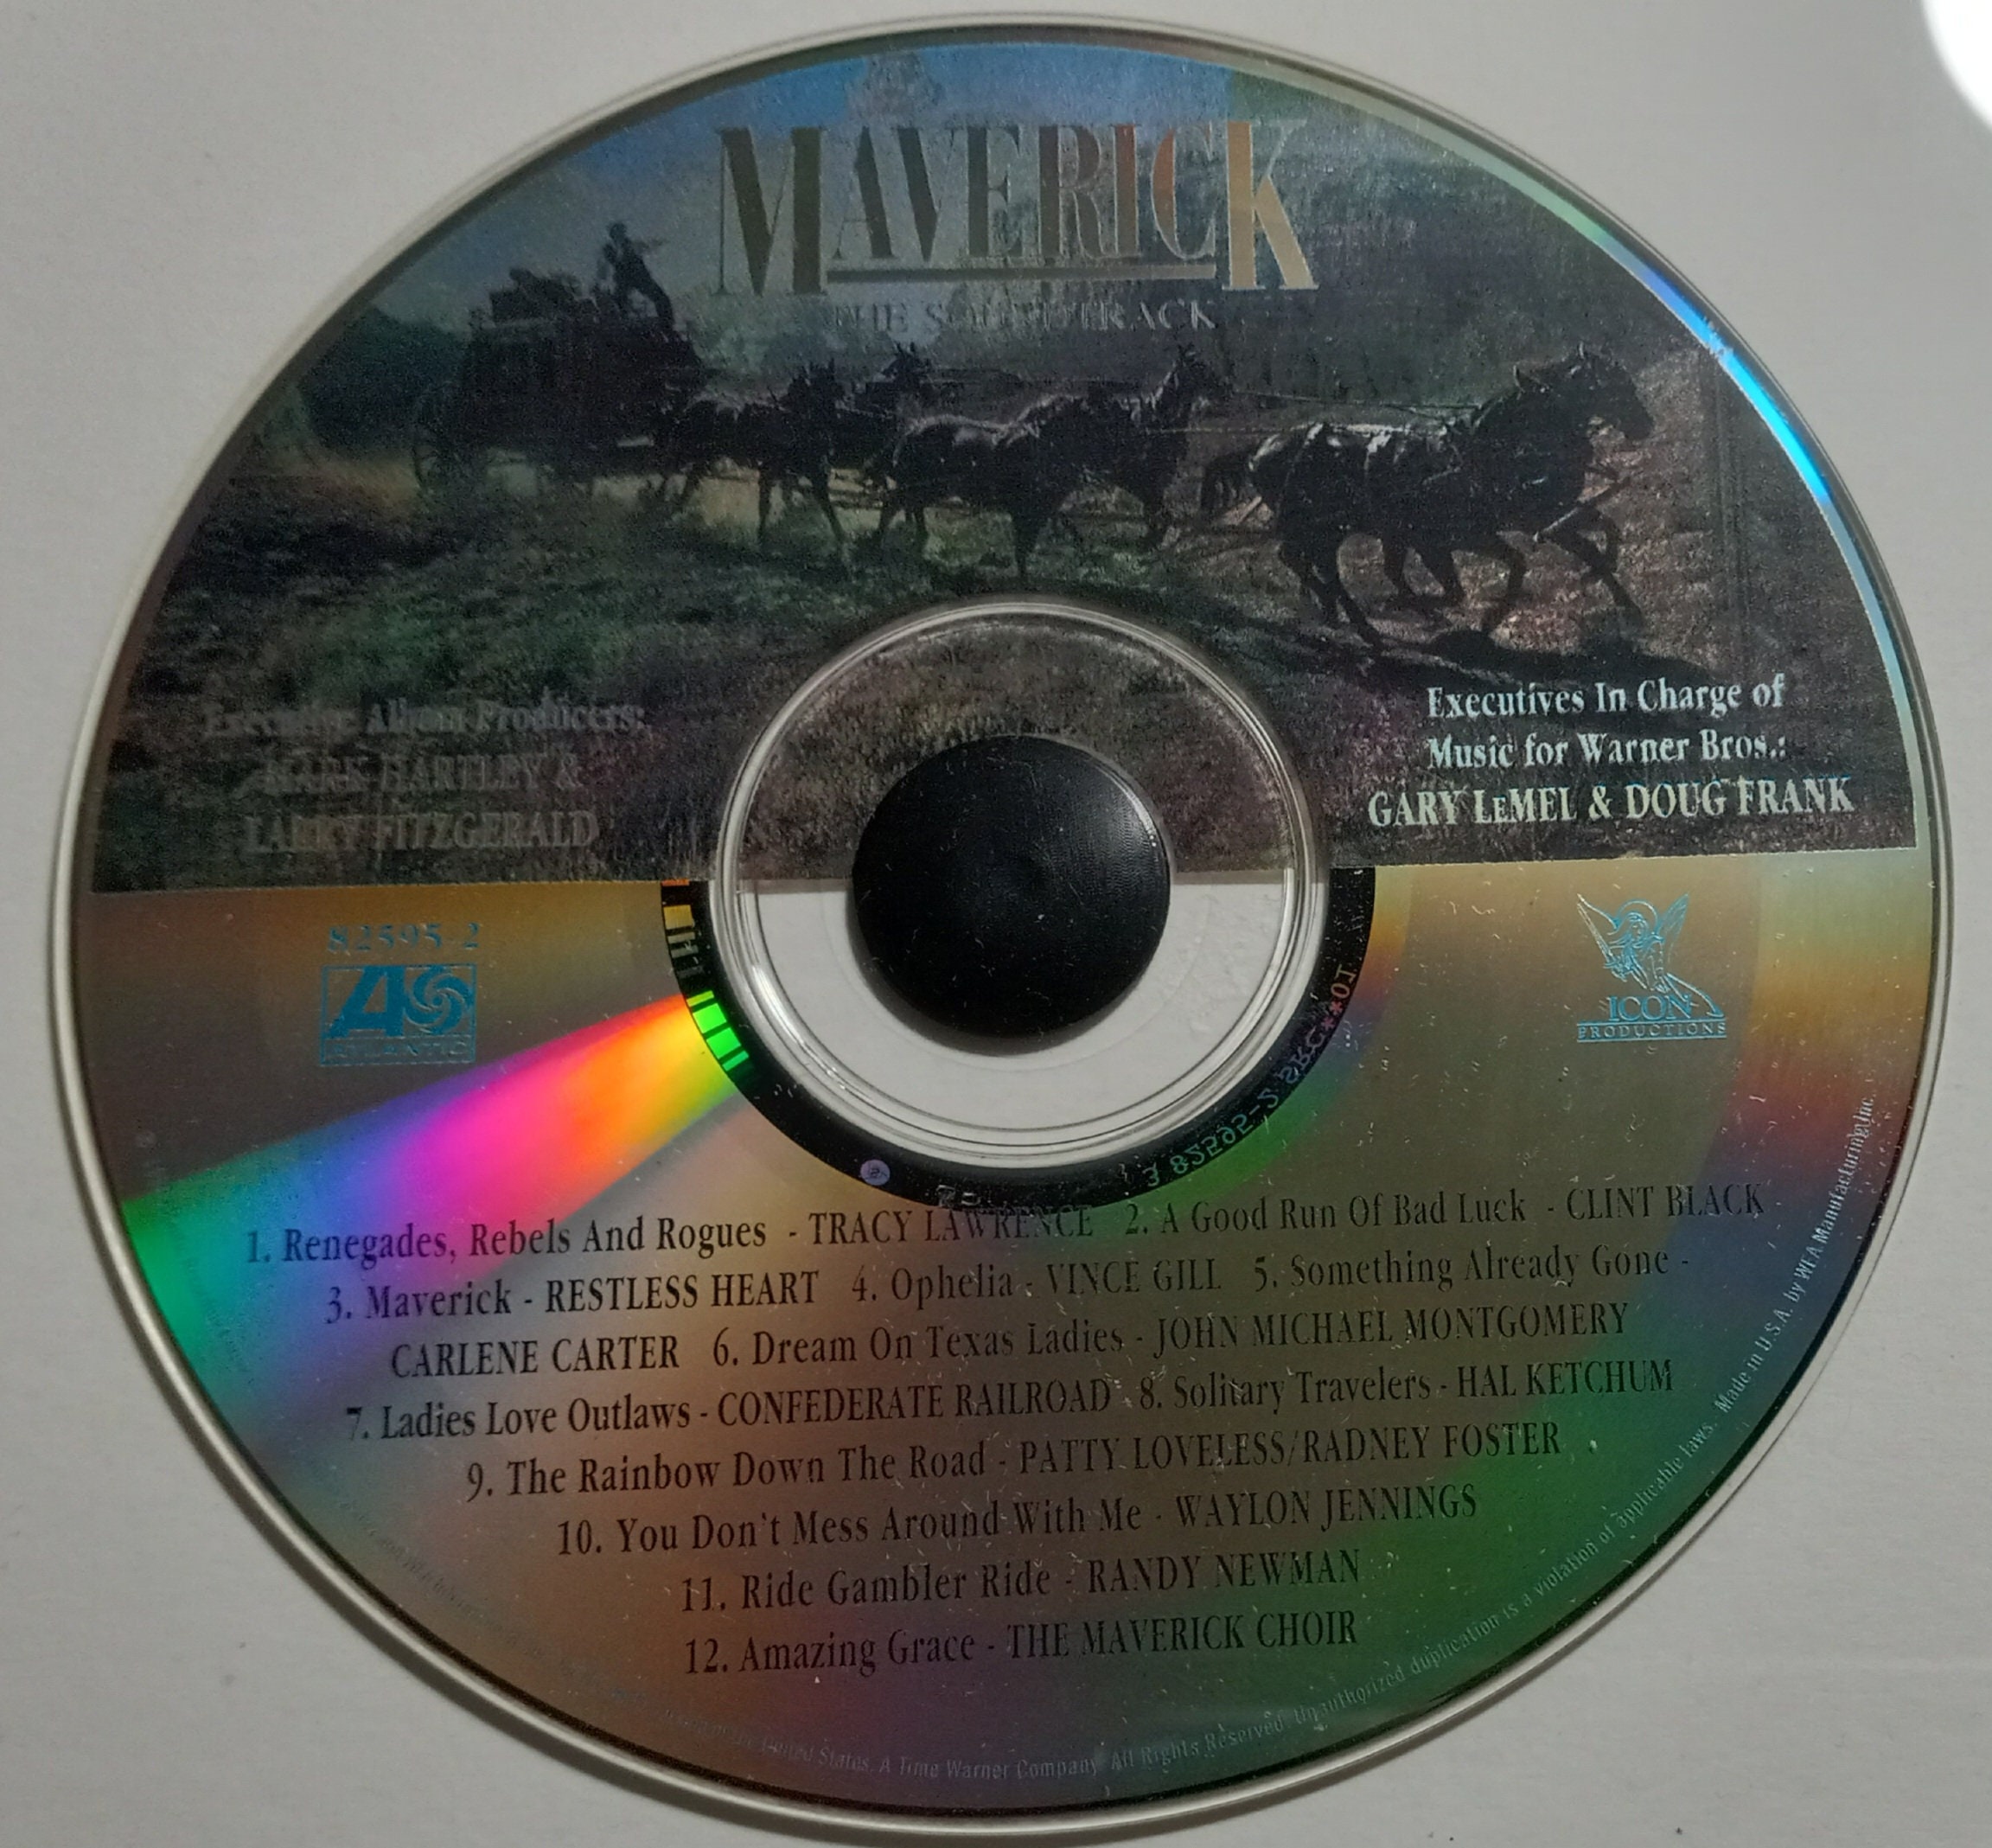 MAVERICK
THE SOUNDTRACK
Executive Album Producers:
MARK HARTLEY &
LARRY FITZGERALD
Executives In Charge of
Music for Warner Bros.:
GARY LeMEL & DOUG FRANK
82595-2
ATLANTIC
ICON
PRODUCTIONS
3 82595-2 SRC**01
1. Renegades, Rebels And Rogues - TRACY LAWRENCE 2. A Good Run Of Bad Luck - CLINT BLACK
3. Maverick - RESTLESS HEART 4. Ophelia - VINCE GILL 5. Something Already Gone -
CARLENE CARTER 6. Dream On Texas Ladies - JOHN MICHAEL MONTGOMERY
7. Ladies Love Outlaws - CONFEDERATE RAILROAD 8. Solitary Travelers - HAL KETCHUM
9. The Rainbow Down The Road - PATTY LOVELESS/RADNEY FOSTER
10. You Don't Mess Around With Me - WAYLON JENNINGS
11. Ride Gambler Ride - RANDY NEWMAN
12. Amazing Grace - THE MAVERICK CHOIR
United States. A Time Warner Company. All Rights Reserved. Unauthorized duplication is a violation of applicable laws. Made in U.S.A. by WEA Manufacturing Inc.